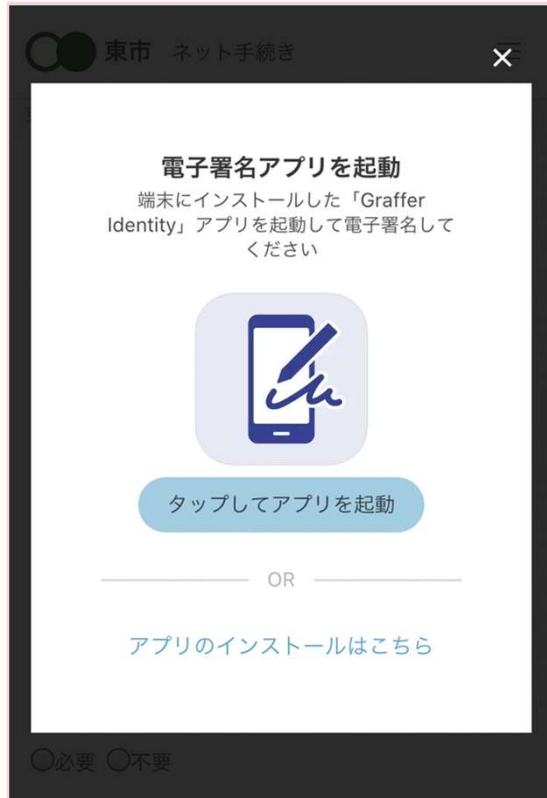 東市 ネット手続き
×
電子署名アプリを起動
端末にインストールした「Graffer
Identity」アプリを起動して電子署名して
ください
タップしてアプリを起動
OR
アプリのインストールはこちら
○必要 ○不要